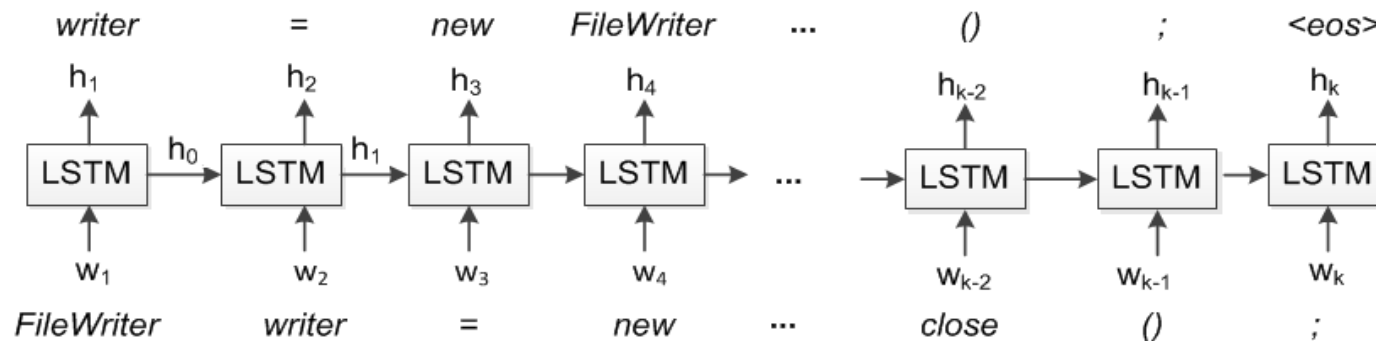 writer = new FileWriter ... () ; <eos>
h1 h2 h3 h4 hk-2 hk-1 hk
h0 h1
LSTM LSTM LSTM LSTM ... LSTM LSTM LSTM
w1 w2 w3 w4 wk-2 wk-1 wk
FileWriter writer = new ... close () ;